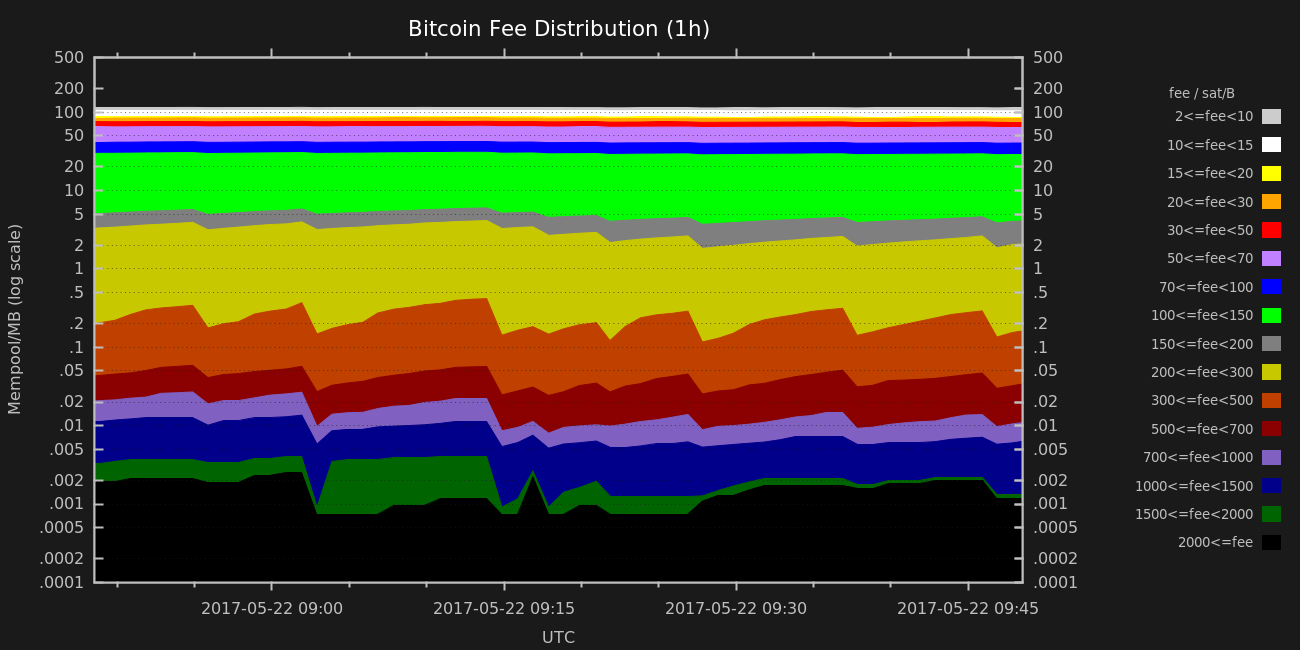 Bitcoin Fee Distribution (1h)
Mempool/MB (log scale)
500
200
100
50
20
10
5
2
1
.5
.2
.1
.05
.02
.01
.005
.002
.001
.0005
.0002
.0001
500
200
100
50
20
10
5
2
1
.5
.2
.1
.05
.02
.01
.005
.002
.001
.0005
.0002
.0001
fee / sat/B
2<=fee<10
10<=fee<15
15<=fee<20
20<=fee<30
30<=fee<50
50<=fee<70
70<=fee<100
100<=fee<150
150<=fee<200
200<=fee<300
300<=fee<500
500<=fee<700
700<=fee<1000
1000<=fee<1500
1500<=fee<2000
2000<=fee
2017-05-22 09:00 2017-05-22 09:15 2017-05-22 09:30 2017-05-22 09:45
UTC